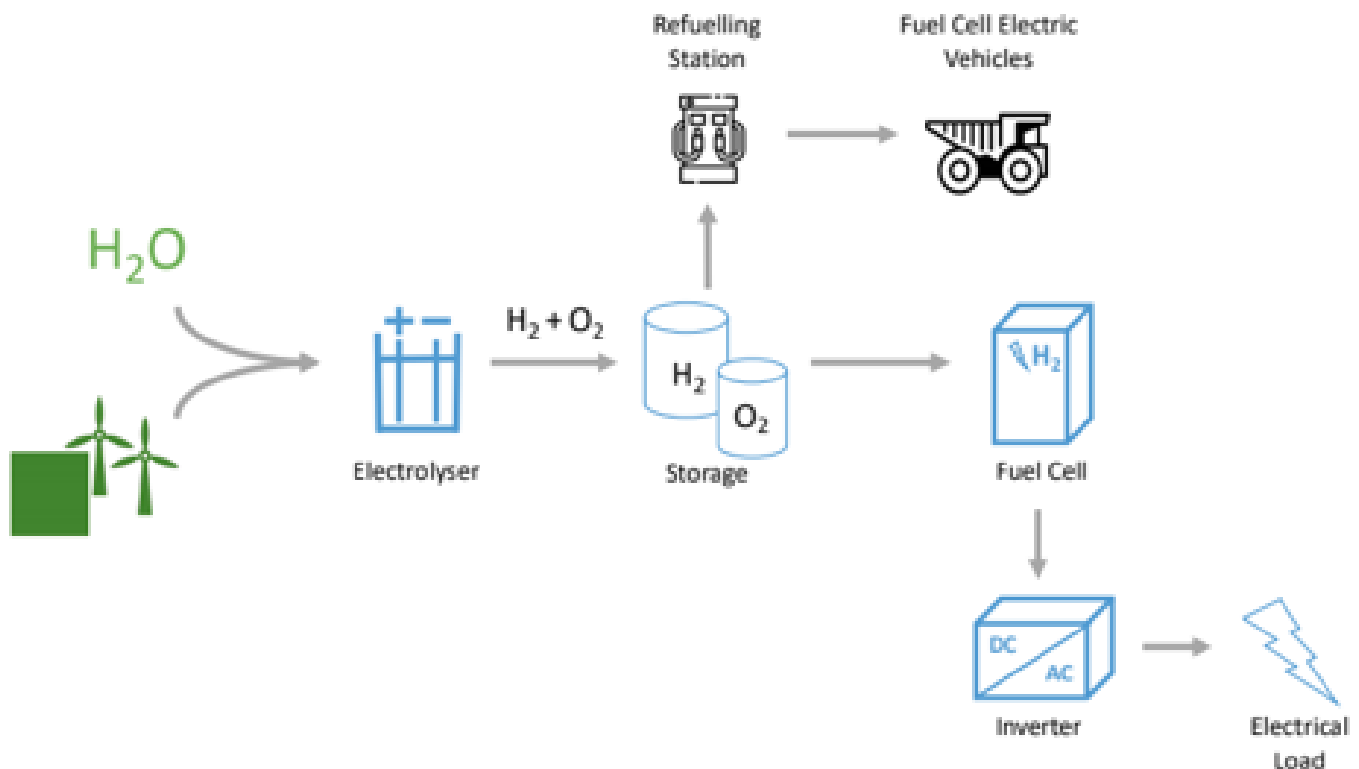 Refuelling
Station
Fuel Cell Electric
Vehicles
H₂O
+ −
H₂ + O₂
H₂
O₂
H₂
Electrolyser
Storage
Fuel Cell
DC
AC
Inverter
Electrical
Load